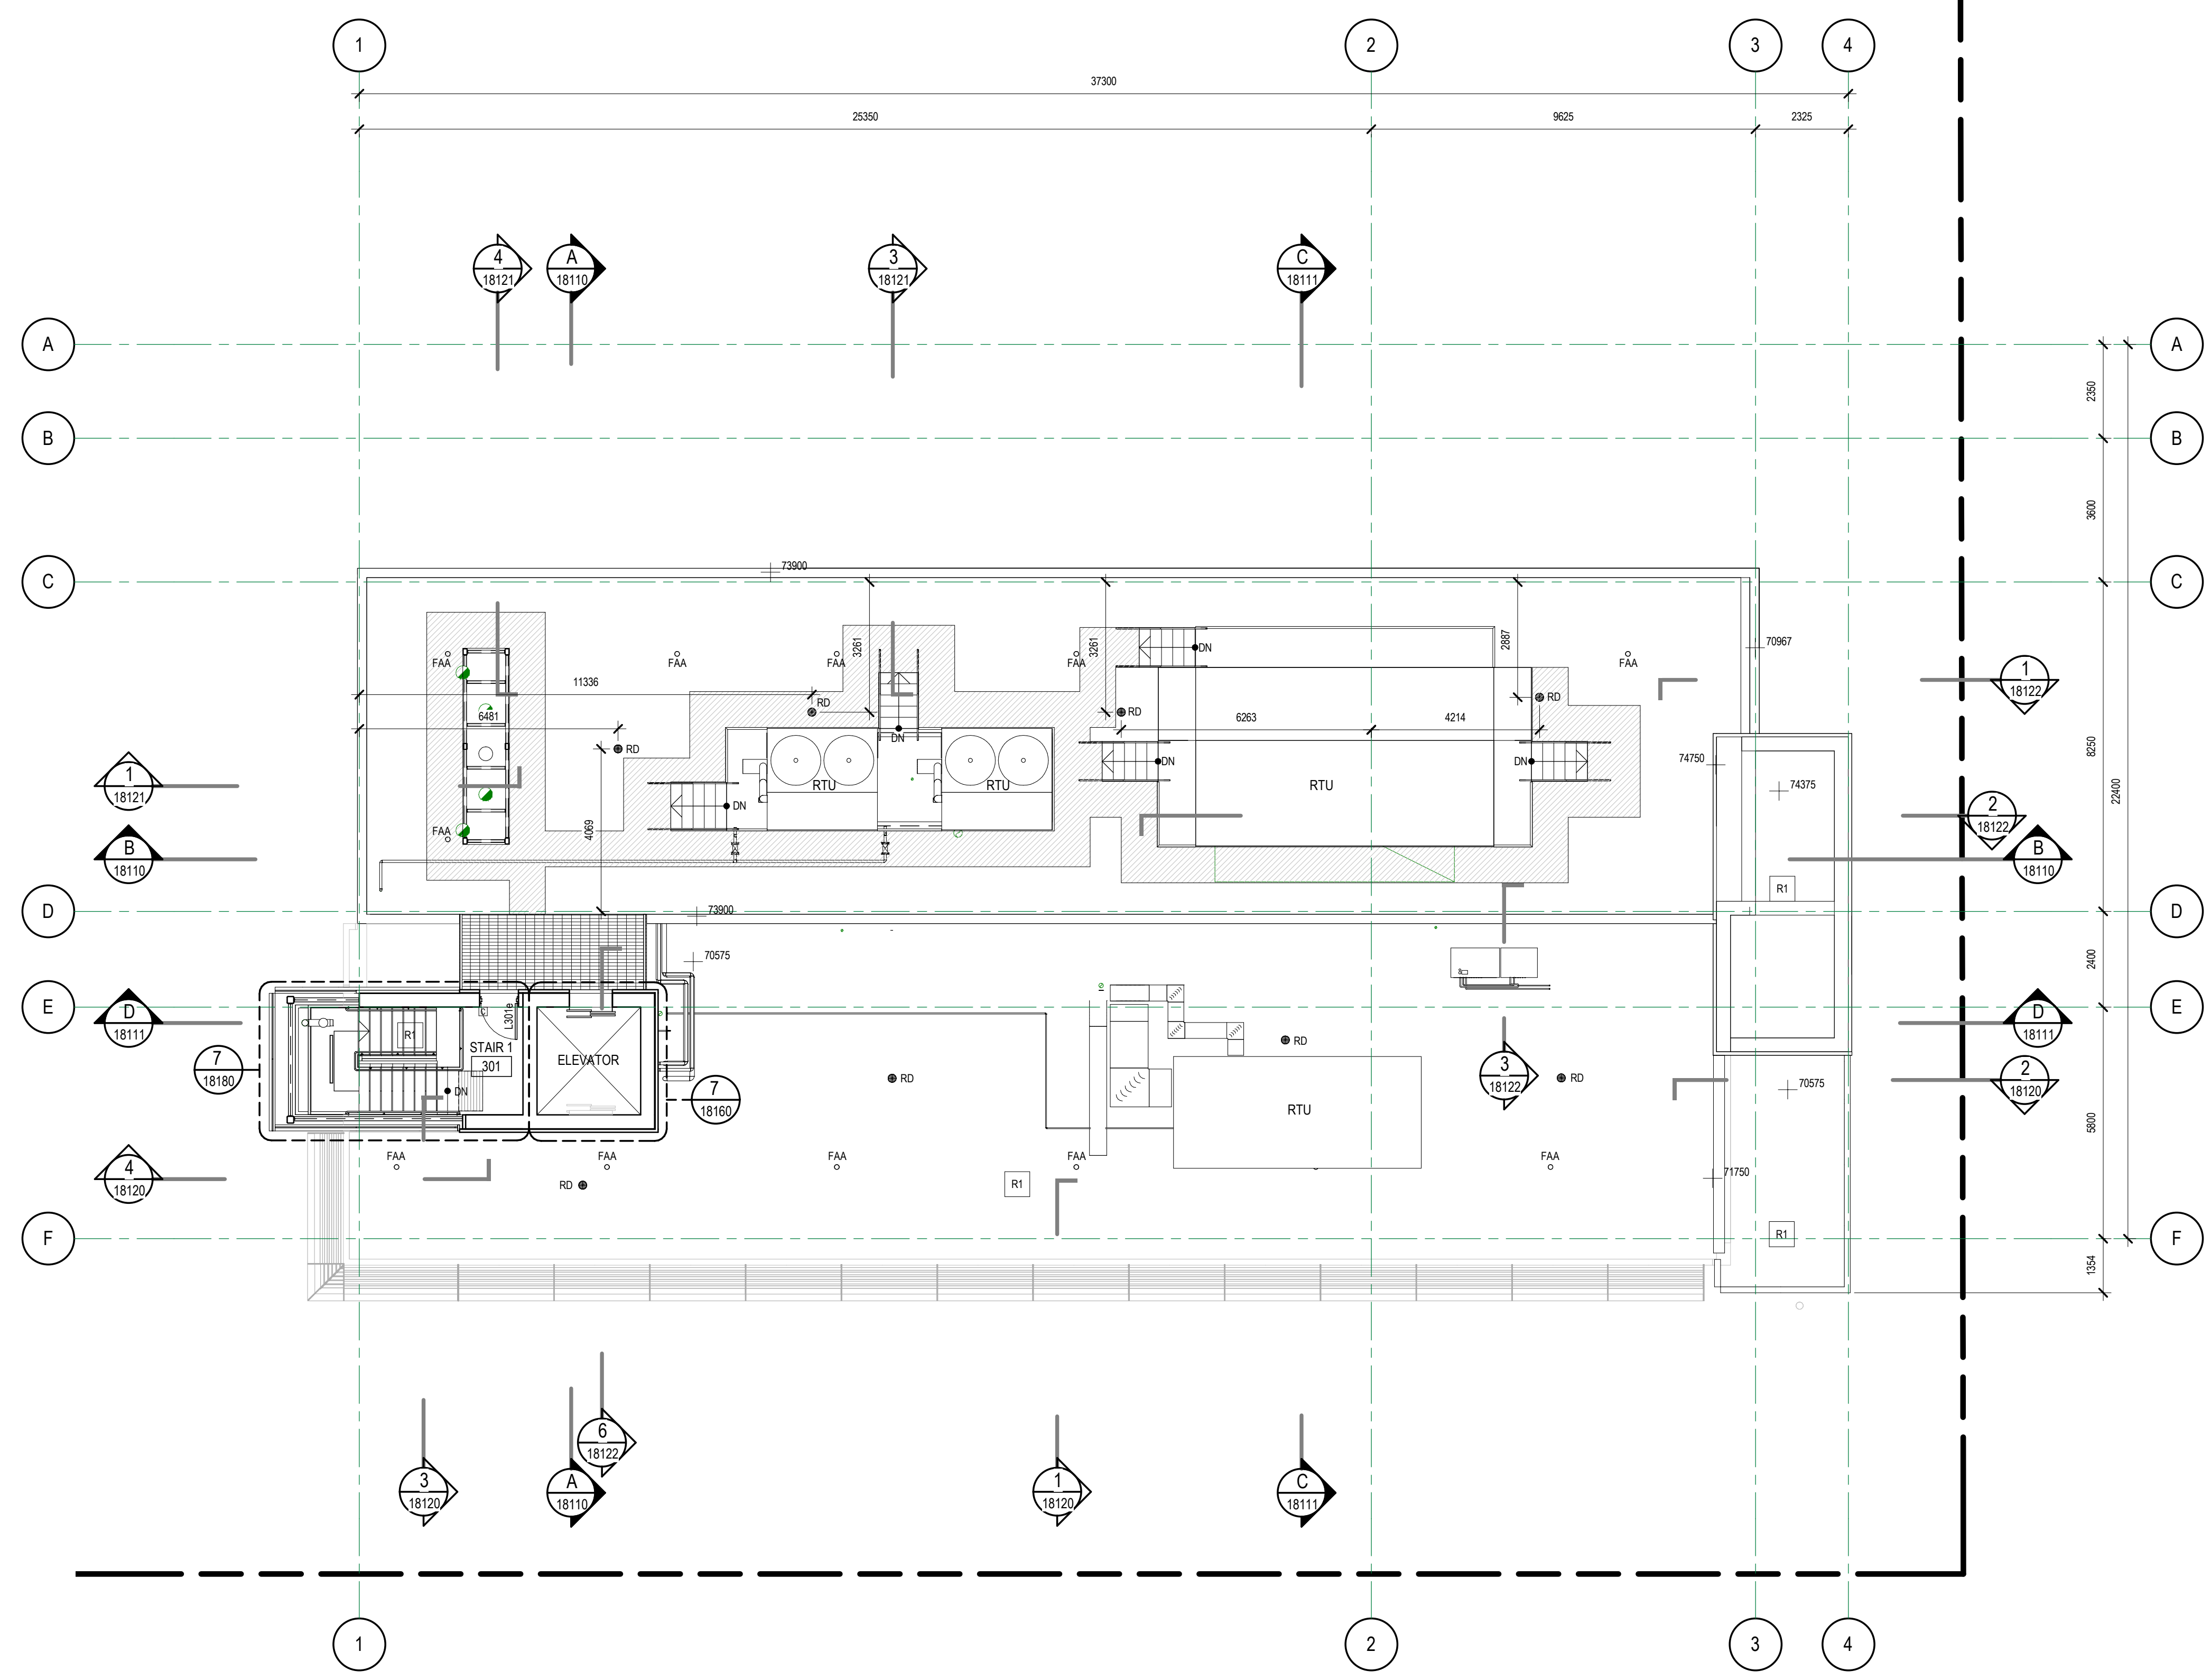 1
2
3
4
37300
25350
9625
2325
4
18121
A
18110
3
18121
C
18111
A
A
2350
B
B
3600
C
C
73900
70967
3261
3261
2887
DN
FAA
FAA
FAA
FAA
FAA
1
18122
11336
RD
RD
RD
6481
6263
4214
RD
DN
DN
DN
74750
1
18121
RTU
RTU
RTU
74375
8250
22400
DN
2
18122
FAA
4069
B
18110
B
18110
R1
D
73900
D
70575
2400
E
L301e
E
D
18111
R1
STAIR 1
301
ELEVATOR
RD
D
18111
7
18180
DN
7
18160
RD
3
18122
RD
70575
2
18120
RTU
5800
FAA
FAA
FAA
FAA
FAA
4
18120
RD
R1
71750
F
R1
F
1354
6
18122
3
18120
A
18110
1
18120
C
18111
1
2
3
4